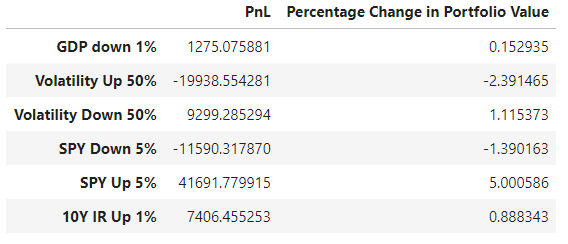 PnL Percentage Change in Portfolio Value
GDP down 1% 1275.075881 0.152935
Volatility Up 50% -19938.554281 -2.391465
Volatility Down 50% 9299.285294 1.115373
SPY Down 5% -11590.317870 -1.390163
SPY Up 5% 41691.779915 5.000586
10Y IR Up 1% 7406.455253 0.888343